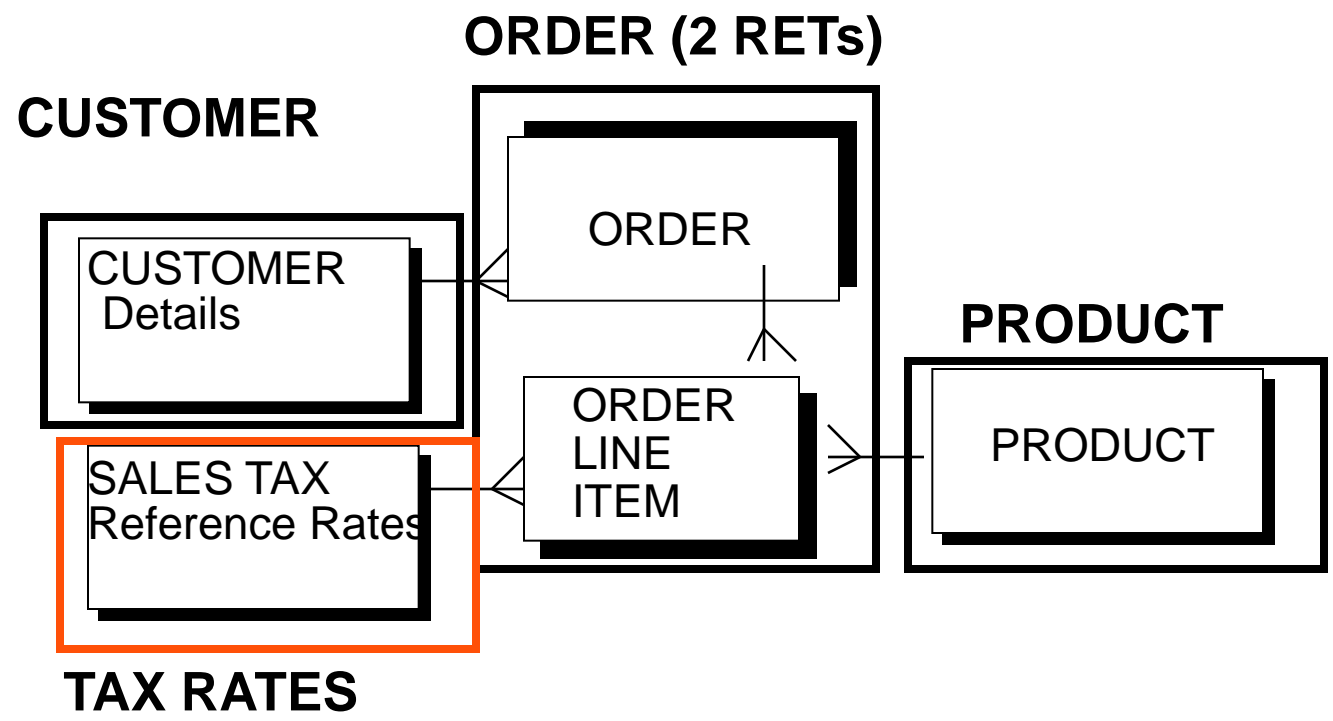 ORDER (2 RETs)
CUSTOMER
ORDER
CUSTOMER
Details
PRODUCT
ORDER
LINE
ITEM
PRODUCT
SALES TAX
Reference Rates
TAX RATES